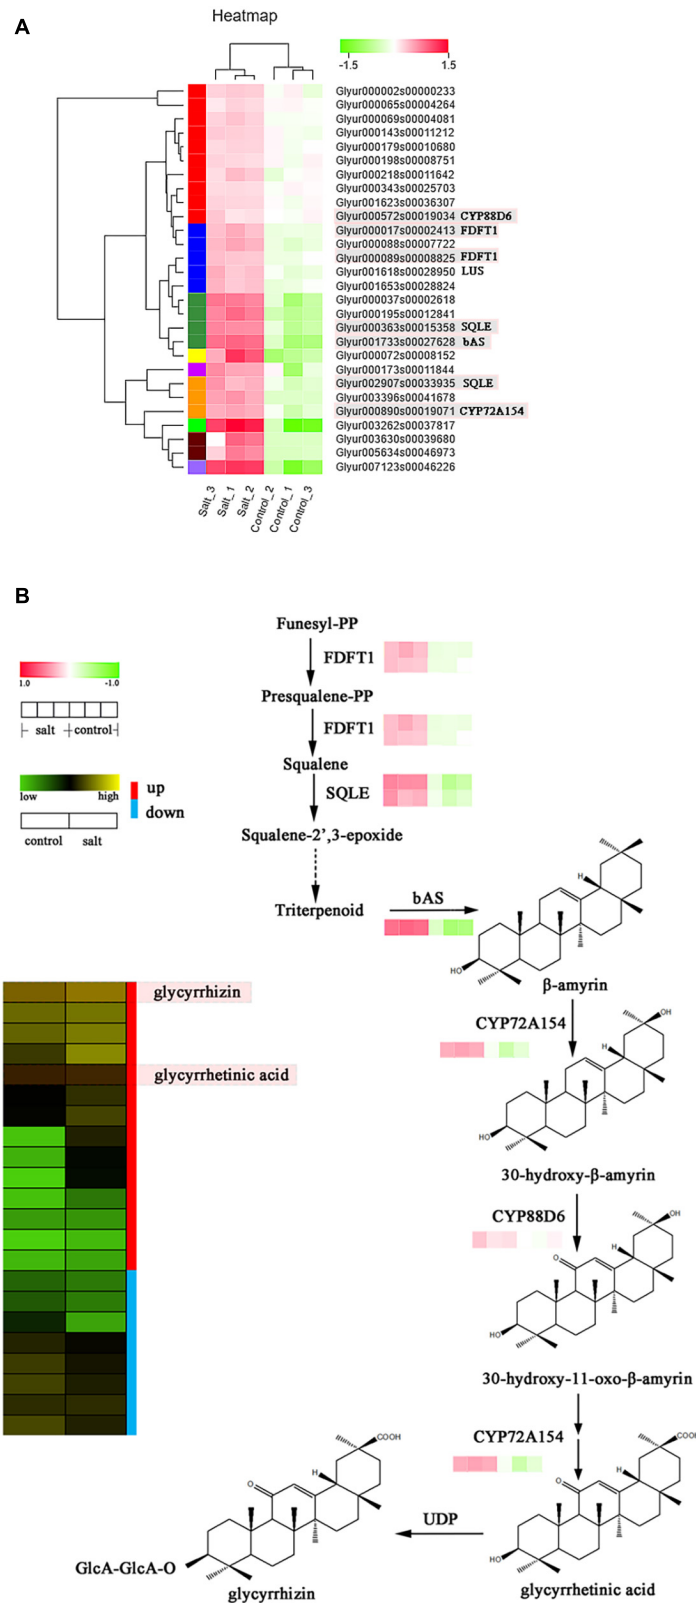 A
Heatmap
-1.5 1.5
Glyur000002s00000233
Glyur000065s00004264
Glyur000069s00004081
Glyur000143s00011212
Glyur000179s00010680
Glyur000198s00008751
Glyur000218s00011642
Glyur000343s00025703
Glyur001623s00036307
Glyur000572s00019034 CYP88D6
Glyur000017s00002413 FDFT1
Glyur000088s00007722
Glyur000089s00008825 FDFT1
Glyur001618s00028950 LUS
Glyur001653s00028824
Glyur000037s00002618
Glyur000195s00012841
Glyur000363s00015358 SQLE
Glyur001733s00027628 bAS
Glyur000072s00008152
Glyur000173s00011844
Glyur002907s00033935 SQLE
Glyur003396s00041678
Glyur000890s00019071 CYP72A154
Glyur003262s00037817
Glyur003630s00039680
Glyur005634s00046973
Glyur007123s00046226
Salt_3 Salt_1 Salt_2 Control_2 Control_1 Control_3
B
Funesyl-PP
FDFT1
Presqualene-PP
FDFT1
Squalene
SQLE
Squalene-2',3-epoxide
Triterpenoid
1.0 -1.0
salt control
low high
up
down
control salt
bAS
H
HO
β-amyrin
CYP72A154
OH
H
HO
30-hydroxy-β-amyrin
CYP88D6
OH
H
O
HO
30-hydroxy-11-oxo-β-amyrin
CYP72A154
COOH
H
O
HO
glycyrrhetinic acid
UDP
COOH
H
O
GlcA-GlcA-O
glycyrrhizin
glycyrrhizin
glycyrrhetinic acid